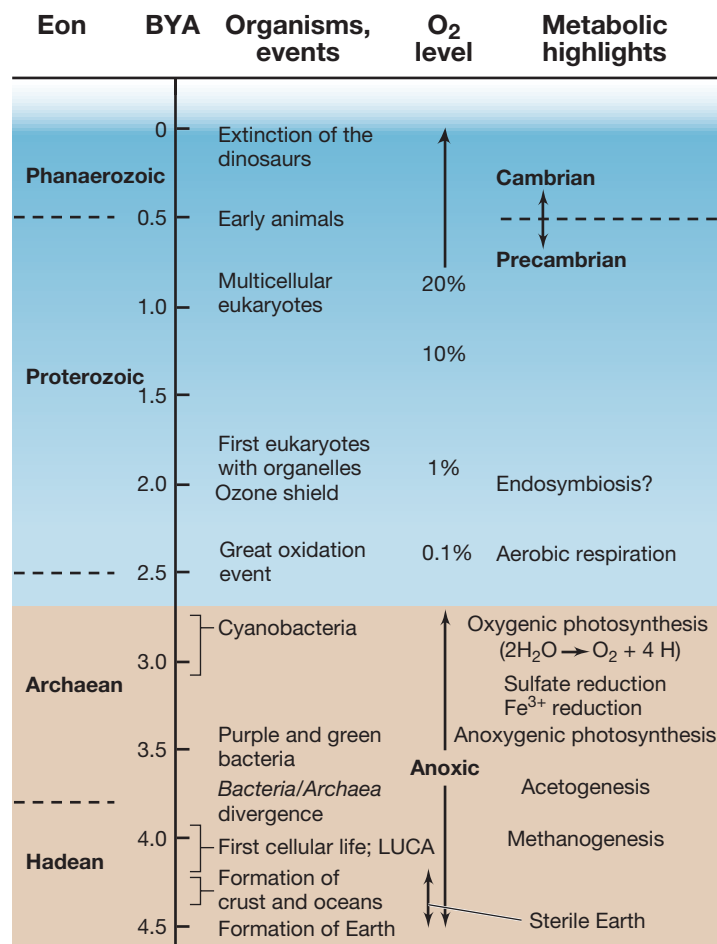 Eon BYA Organisms, events O2 level Metabolic highlights
0 Extinction of the
dinosaurs
Phanaerozoic Cambrian
0.5 Early animals
Precambrian
Multicellular 20%
eukaryotes
1.0
10%
Proterozoic
1.5
First eukaryotes
with organelles 1%
2.0 Ozone shield Endosymbiosis?
Great oxidation 0.1% Aerobic respiration
event
2.5
Cyanobacteria Oxygenic photosynthesis
(2H2O → O2 + 4 H)
3.0
Archaean Sulfate reduction
Fe3+ reduction
Purple and green Anoxygenic photosynthesis
3.5 bacteria
Anoxic
Bacteria/Archaea Acetogenesis
divergence
4.0 First cellular life; LUCA Methanogenesis
Hadean
Formation of
crust and oceans
4.5 Formation of Earth Sterile Earth